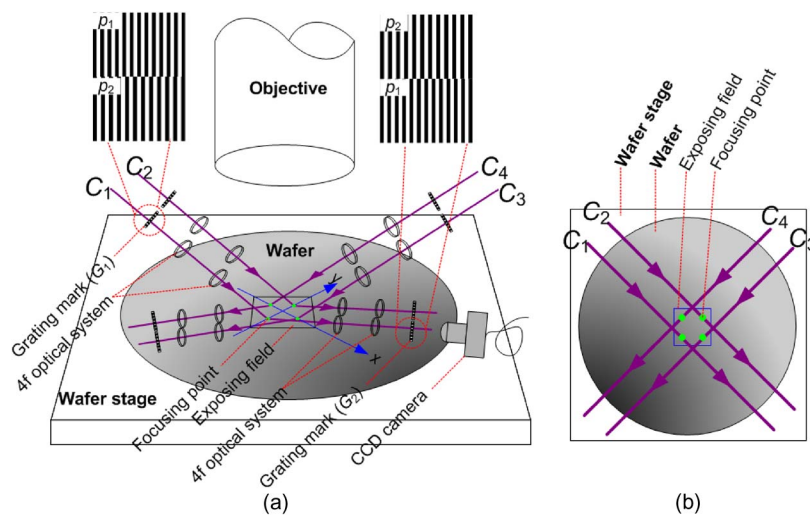 p1
p2
p2
p1
Objective
C2
C1
C4
C3
Wafer
Y
X
Grating mark (G1)
4f optical system
Wafer stage
Focusing point
Exposing field
4f optical system
Grating mark (G2)
CCD camera
(a)
Wafer stage
Wafer
Exposing field
Focusing point
C2
C1
C4
C3
(b)